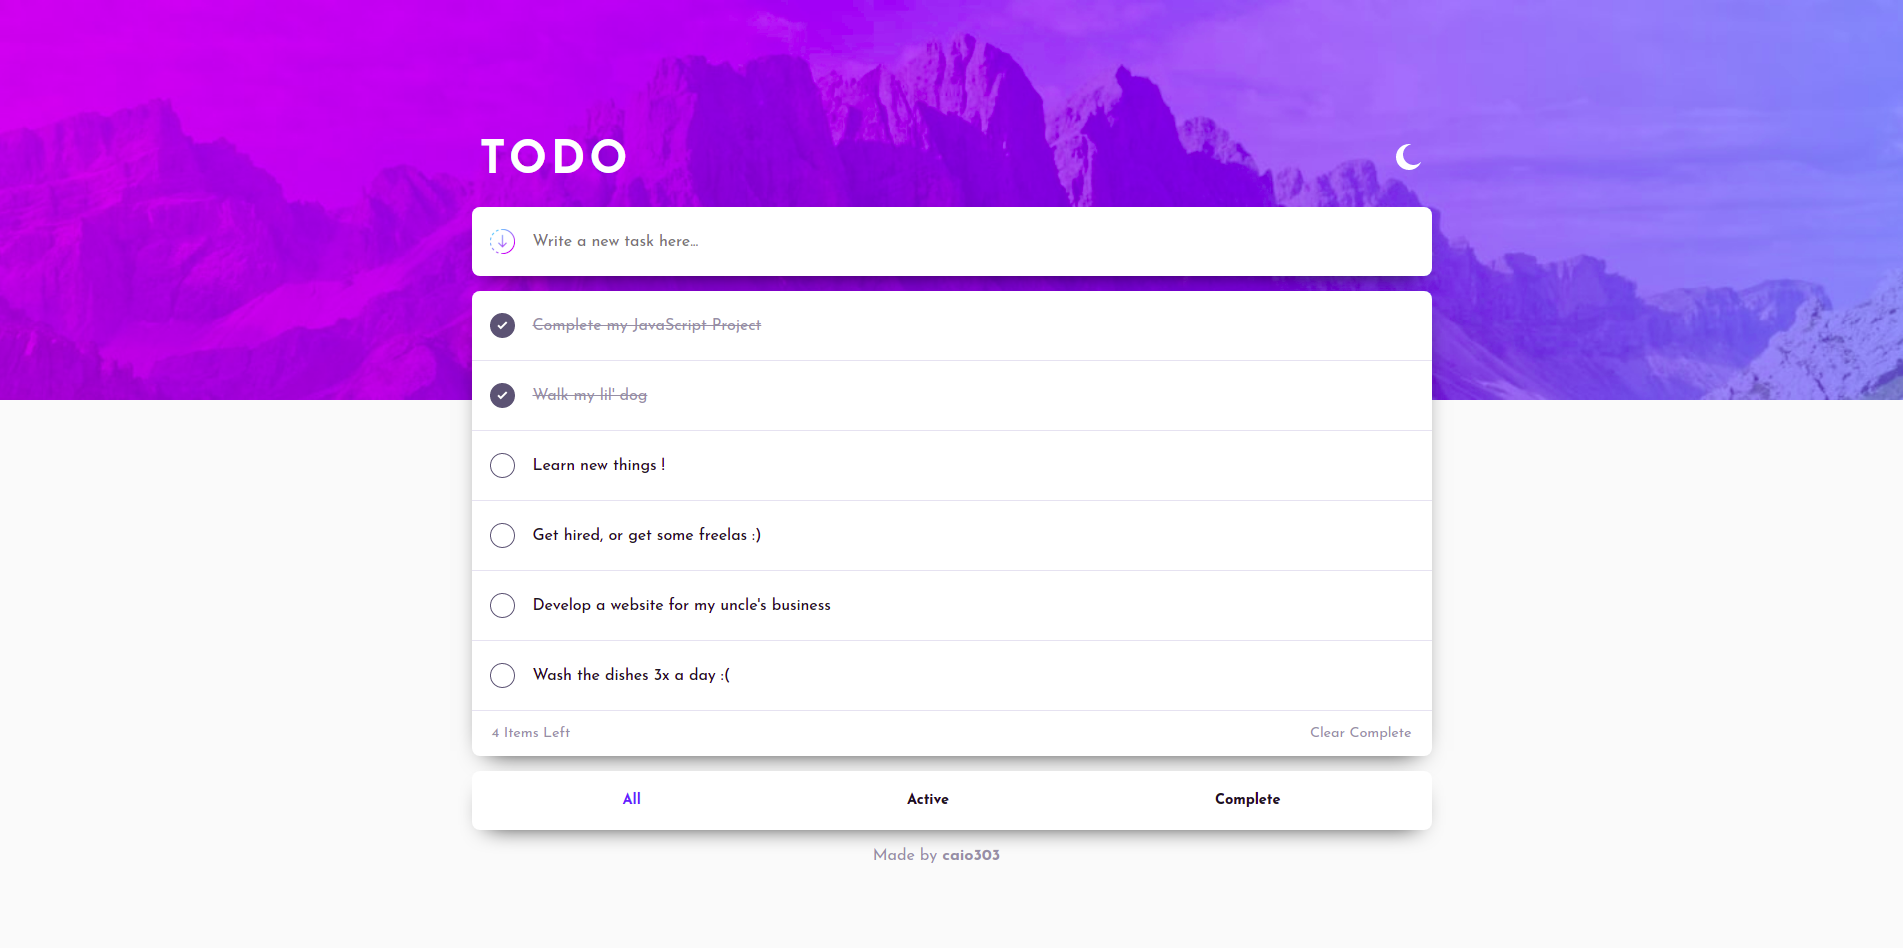 TODO
Write a new task here...
Complete my JavaScript Project
Walk my lil' dog
Learn new things !
Get hired, or get some freelas :)
Develop a website for my uncle's business
Wash the dishes 3x a day :(
4 Items Left Clear Complete
All Active Complete
Made by caio303